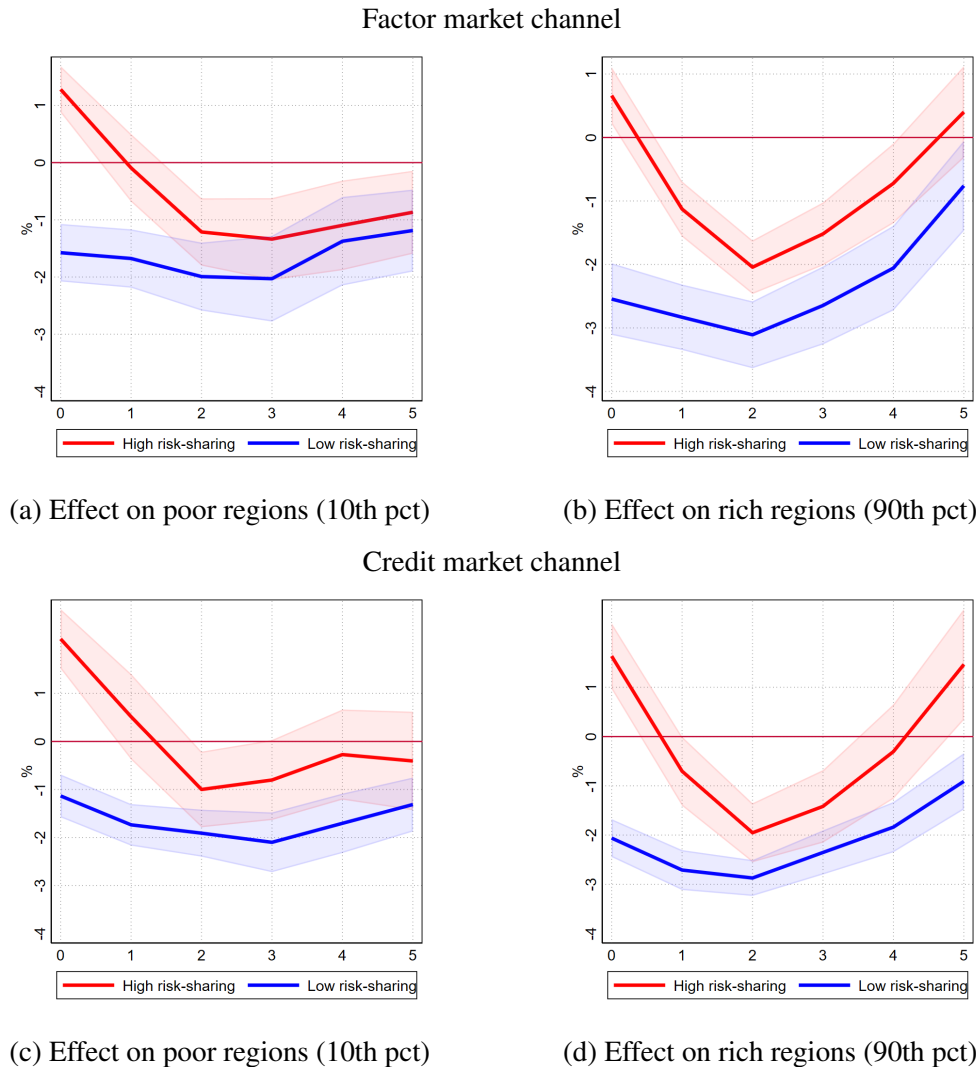 Factor market channel
1
0
-1
-2
-3
-4
%
0 1 2 3 4 5
High risk-sharing Low risk-sharing
(a) Effect on poor regions (10th pct)
1
0
-1
-2
-3
-4
%
0 1 2 3 4 5
High risk-sharing Low risk-sharing
(b) Effect on rich regions (90th pct)
Credit market channel
1
0
-1
-2
-3
-4
%
0 1 2 3 4 5
High risk-sharing Low risk-sharing
(c) Effect on poor regions (10th pct)
1
0
-1
-2
-3
-4
%
0 1 2 3 4 5
High risk-sharing Low risk-sharing
(d) Effect on rich regions (90th pct)